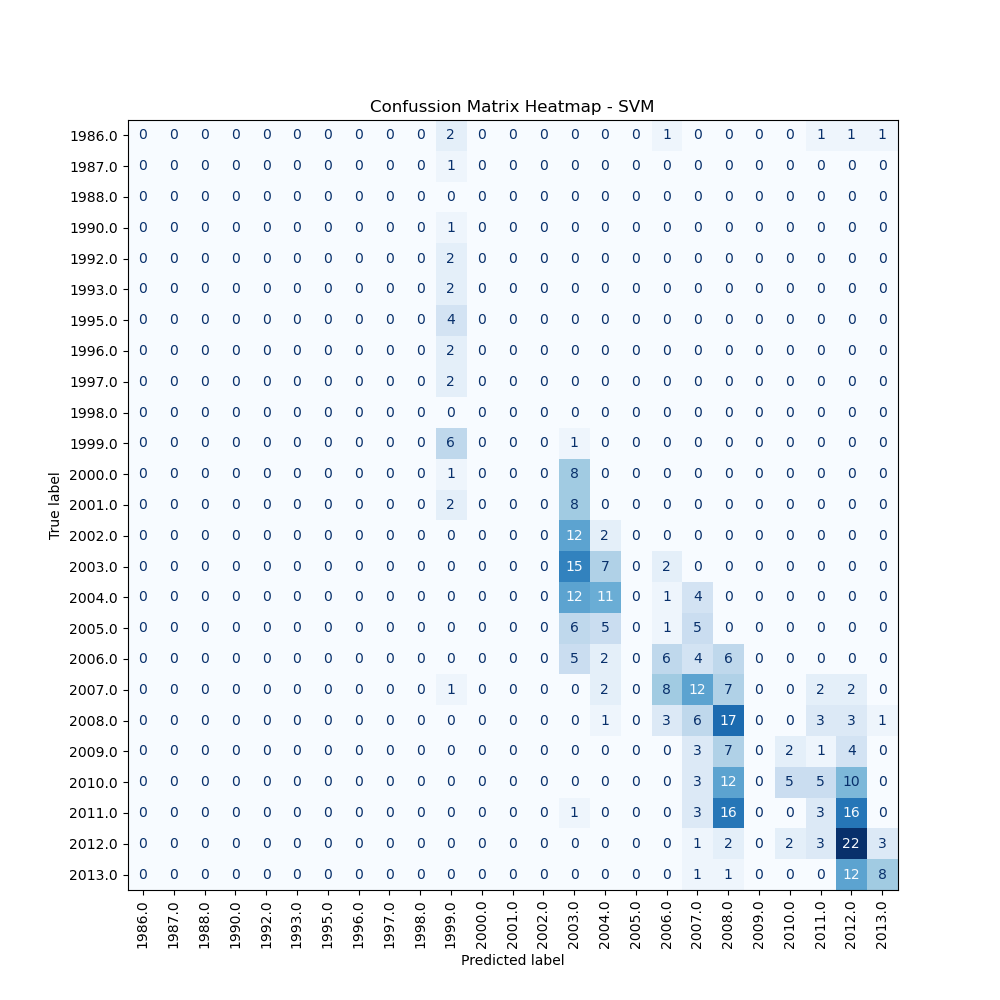 Confussion Matrix Heatmap - SVM
True label
1986.0 0 0 0 0 0 0 0 0 0 0 2 0 0 0 0 0 0 1 0 0 0 0 1 1 1
1987.0 0 0 0 0 0 0 0 0 0 0 1 0 0 0 0 0 0 0 0 0 0 0 0 0 0
1988.0 0 0 0 0 0 0 0 0 0 0 0 0 0 0 0 0 0 0 0 0 0 0 0 0 0
1990.0 0 0 0 0 0 0 0 0 0 0 1 0 0 0 0 0 0 0 0 0 0 0 0 0 0
1992.0 0 0 0 0 0 0 0 0 0 0 2 0 0 0 0 0 0 0 0 0 0 0 0 0 0
1993.0 0 0 0 0 0 0 0 0 0 0 2 0 0 0 0 0 0 0 0 0 0 0 0 0 0
1995.0 0 0 0 0 0 0 0 0 0 0 4 0 0 0 0 0 0 0 0 0 0 0 0 0 0
1996.0 0 0 0 0 0 0 0 0 0 0 2 0 0 0 0 0 0 0 0 0 0 0 0 0 0
1997.0 0 0 0 0 0 0 0 0 0 0 2 0 0 0 0 0 0 0 0 0 0 0 0 0 0
1998.0 0 0 0 0 0 0 0 0 0 0 0 0 0 0 0 0 0 0 0 0 0 0 0 0 0
1999.0 0 0 0 0 0 0 0 0 0 0 6 0 0 0 1 0 0 0 0 0 0 0 0 0 0
2000.0 0 0 0 0 0 0 0 0 0 0 1 0 0 0 8 0 0 0 0 0 0 0 0 0 0
2001.0 0 0 0 0 0 0 0 0 0 0 2 0 0 0 8 0 0 0 0 0 0 0 0 0 0
2002.0 0 0 0 0 0 0 0 0 0 0 0 0 0 0 12 2 0 0 0 0 0 0 0 0 0
2003.0 0 0 0 0 0 0 0 0 0 0 0 0 0 0 15 7 0 2 0 0 0 0 0 0 0
2004.0 0 0 0 0 0 0 0 0 0 0 0 0 0 0 12 11 0 1 4 0 0 0 0 0 0
2005.0 0 0 0 0 0 0 0 0 0 0 0 0 0 0 6 5 0 1 5 0 0 0 0 0 0
2006.0 0 0 0 0 0 0 0 0 0 0 0 0 0 0 5 2 0 6 4 6 0 0 0 0 0
2007.0 0 0 0 0 0 0 0 0 0 0 1 0 0 0 0 2 0 8 12 7 0 0 2 2 0
2008.0 0 0 0 0 0 0 0 0 0 0 0 0 0 0 0 1 0 3 6 17 0 0 3 3 1
2009.0 0 0 0 0 0 0 0 0 0 0 0 0 0 0 0 0 0 0 3 7 0 2 1 4 0
2010.0 0 0 0 0 0 0 0 0 0 0 0 0 0 0 0 0 0 0 3 12 0 5 5 10 0
2011.0 0 0 0 0 0 0 0 0 0 0 0 0 0 0 1 0 0 0 3 16 0 0 3 16 0
2012.0 0 0 0 0 0 0 0 0 0 0 0 0 0 0 0 0 0 0 1 2 0 2 3 22 3
2013.0 0 0 0 0 0 0 0 0 0 0 0 0 0 0 0 0 0 0 1 1 0 0 0 12 8
1986.0 1987.0 1988.0 1990.0 1992.0 1993.0 1995.0 1996.0 1997.0 1998.0 1999.0 2000.0 2001.0 2002.0 2003.0 2004.0 2005.0 2006.0 2007.0 2008.0 2009.0 2010.0 2011.0 2012.0 2013.0
Predicted label